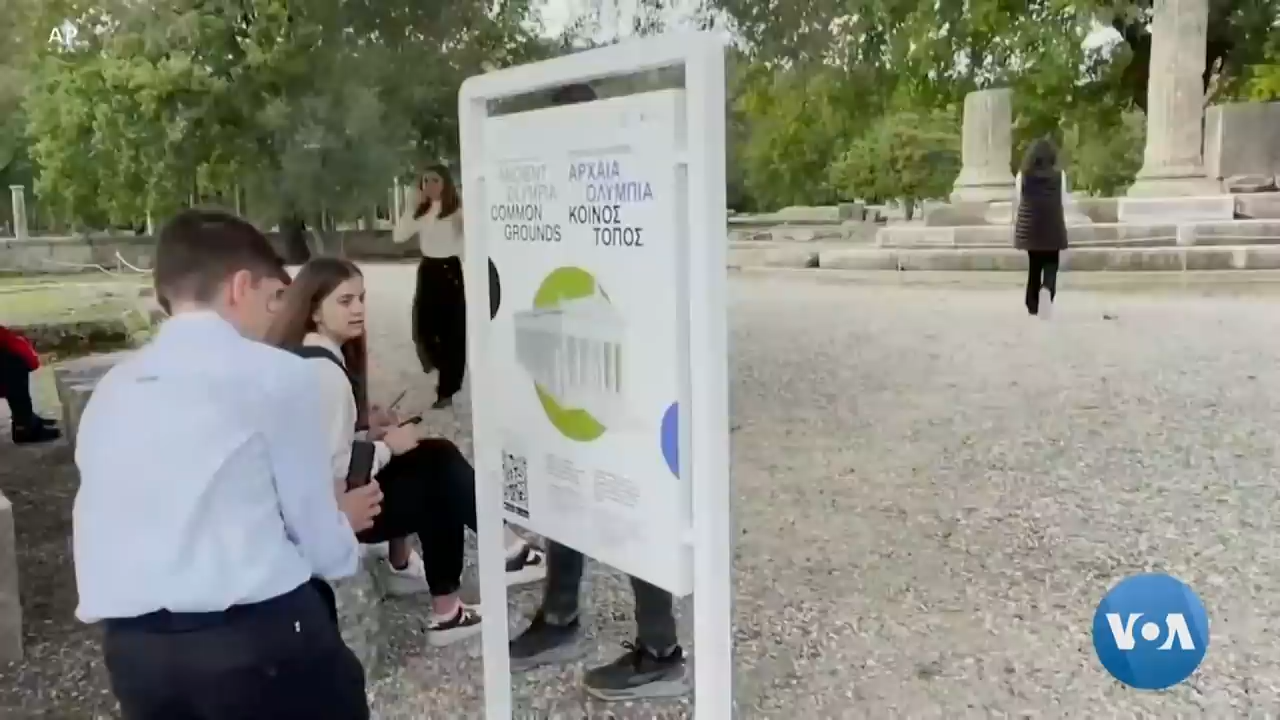 AP
ANCIENT
OLYMPIA
COMMON
GROUNDS
ΑΡΧΑΙΑ
ΟΛΥΜΠΙΑ
ΚΟΙΝΟΣ
ΤΟΠΟΣ
VOA